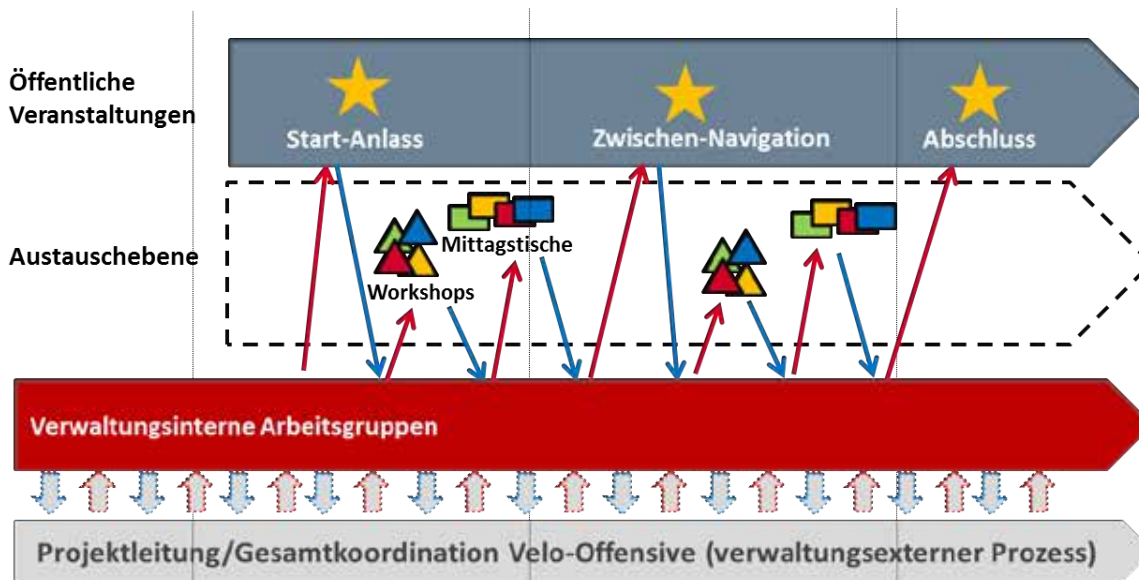 Öffentliche
Veranstaltungen
Start-Anlass
Zwischen-Navigation
Abschluss
Austauschebene
Mittagstische
Workshops
Verwaltungsinterne Arbeitsgruppen
Projektleitung/Gesamtkoordination Velo-Offensive (verwaltungsexterner Prozess)